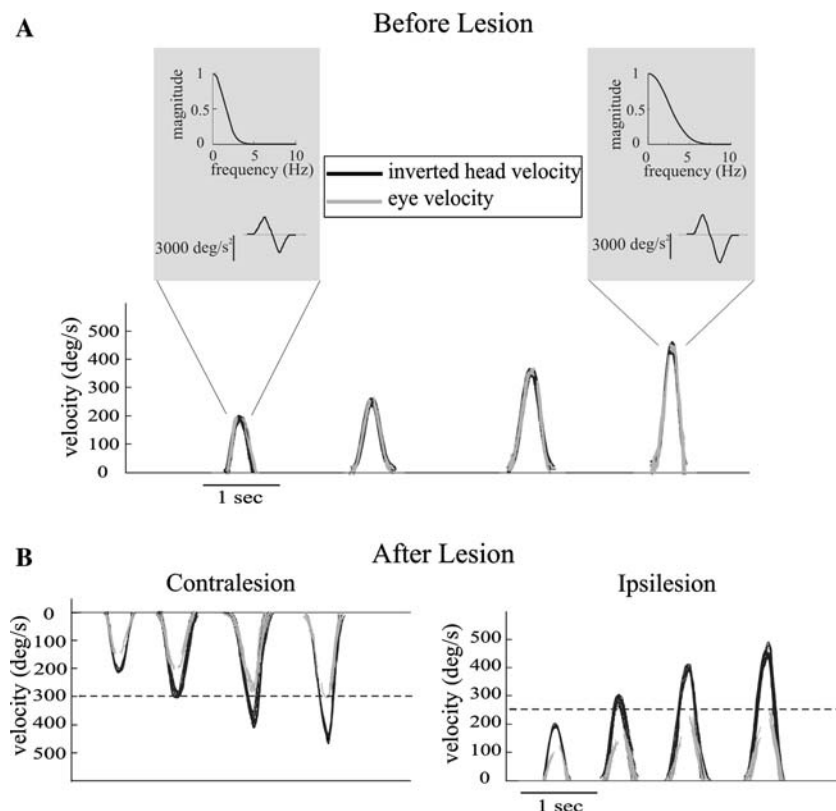 A
Before Lesion
magnitude
1
0.5
0
0 5 10
frequency (Hz)
3000 deg/s²
inverted head velocity
eye velocity
magnitude
1
0.5
0
0 5 10
frequency (Hz)
3000 deg/s²
velocity (deg/s)
500
400
300
200
100
0
1 sec
B
After Lesion
Contralesion
velocity (deg/s)
0
100
200
300
400
500
Ipsilesion
velocity (deg/s)
500
400
300
200
100
0
1 sec